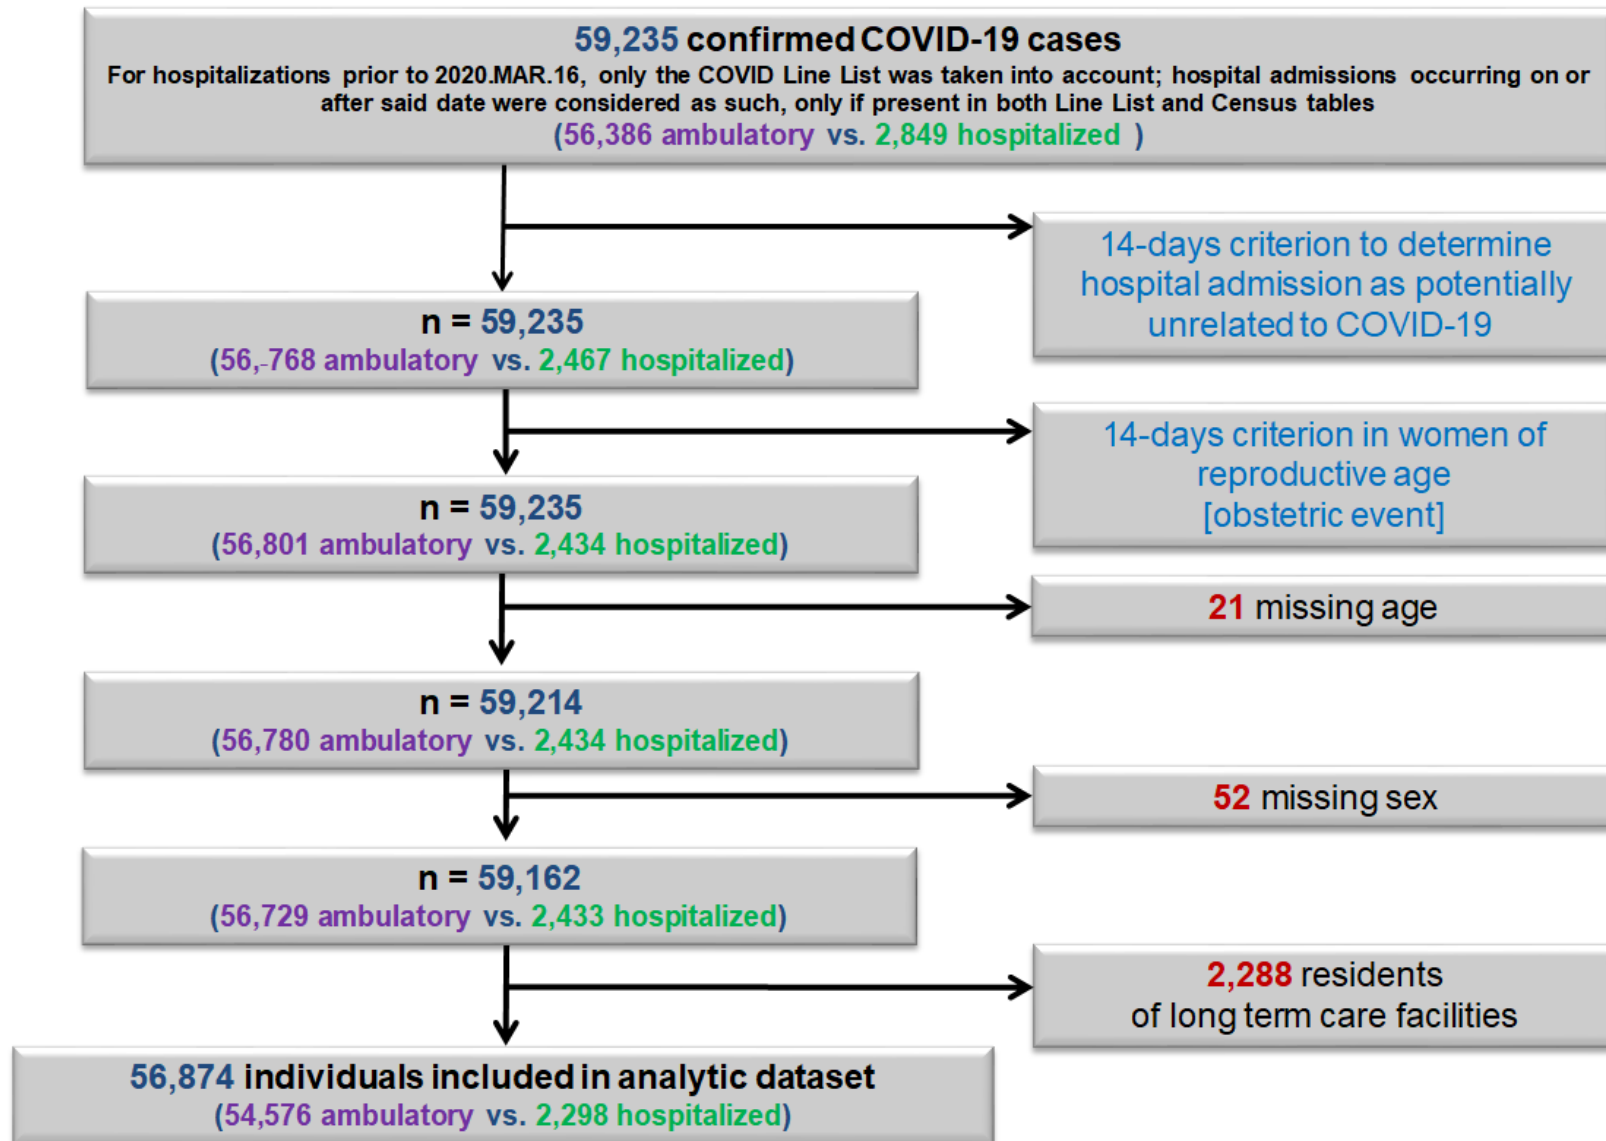 59,235 confirmed COVID-19 cases
For hospitalizations prior to 2020.MAR.16, only the COVID Line List was taken into account; hospital admissions occurring on or
after said date were considered as such, only if present in both Line List and Census tables
(56,386 ambulatory vs. 2,849 hospitalized )
14-days criterion to determine
hospital admission as potentially
unrelated to COVID-19
n = 59,235
(56,-768 ambulatory vs. 2,467 hospitalized)
14-days criterion in women of
reproductive age
[obstetric event]
n = 59,235
(56,801 ambulatory vs. 2,434 hospitalized)
21 missing age
n = 59,214
(56,780 ambulatory vs. 2,434 hospitalized)
52 missing sex
n = 59,162
(56,729 ambulatory vs. 2,433 hospitalized)
2,288 residents
of long term care facilities
56,874 individuals included in analytic dataset
(54,576 ambulatory vs. 2,298 hospitalized)